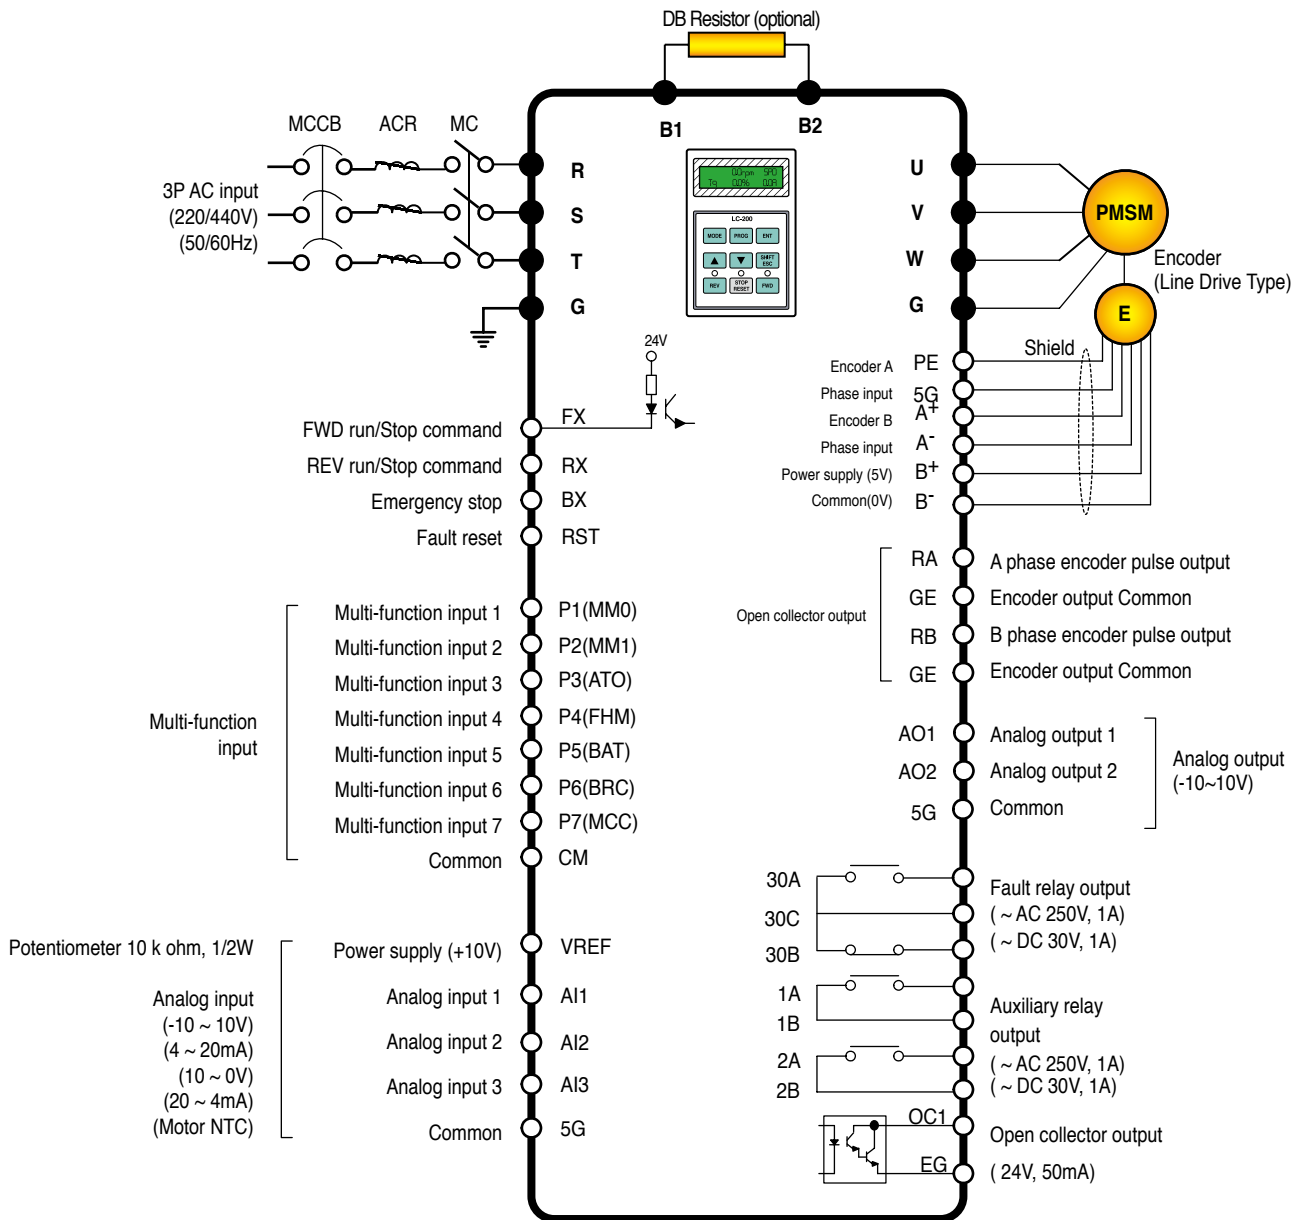 DB Resistor (optional)
B1
B2
MCCB
ACR
MC
3P AC input
(220/440V)
(50/60Hz)
R
S
T
G
0.0rpm SPD
Tq 0.0% 0.0A
LC-200
MODE
PROG
ENT
SHIFT
ESC
REV
STOP
RESET
FWD
U
V
W
G
PMSM
Encoder
(Line Drive Type)
E
Shield
24V
Encoder A
PE
Phase input
5G
Encoder B
A+
Phase input
A-
Power supply (5V)
B+
Common(0V)
B-
FWD run/Stop command
FX
REV run/Stop command
RX
Emergency stop
BX
Fault reset
RST
Open collector output
RA
A phase encoder pulse output
GE
Encoder output Common
RB
B phase encoder pulse output
GE
Encoder output Common
Multi-function
input
Multi-function input 1
P1(MM0)
Multi-function input 2
P2(MM1)
Multi-function input 3
P3(ATO)
Multi-function input 4
P4(FHM)
Multi-function input 5
P5(BAT)
Multi-function input 6
P6(BRC)
Multi-function input 7
P7(MCC)
Common
CM
AO1
Analog output 1
AO2
Analog output 2
5G
Common
Analog output
(-10~10V)
30A
30C
30B
Fault relay output
( ~ AC 250V, 1A)
( ~ DC 30V, 1A)
1A
1B
2A
2B
Auxiliary relay
output
( ~ AC 250V, 1A)
( ~ DC 30V, 1A)
Potentiometer 10 k ohm, 1/2W
Analog input
(-10 ~ 10V)
(4 ~ 20mA)
(10 ~ 0V)
(20 ~ 4mA)
(Motor NTC)
Power supply (+10V)
VREF
Analog input 1
AI1
Analog input 2
AI2
Analog input 3
AI3
Common
5G
OC1
EG
Open collector output
( 24V, 50mA)